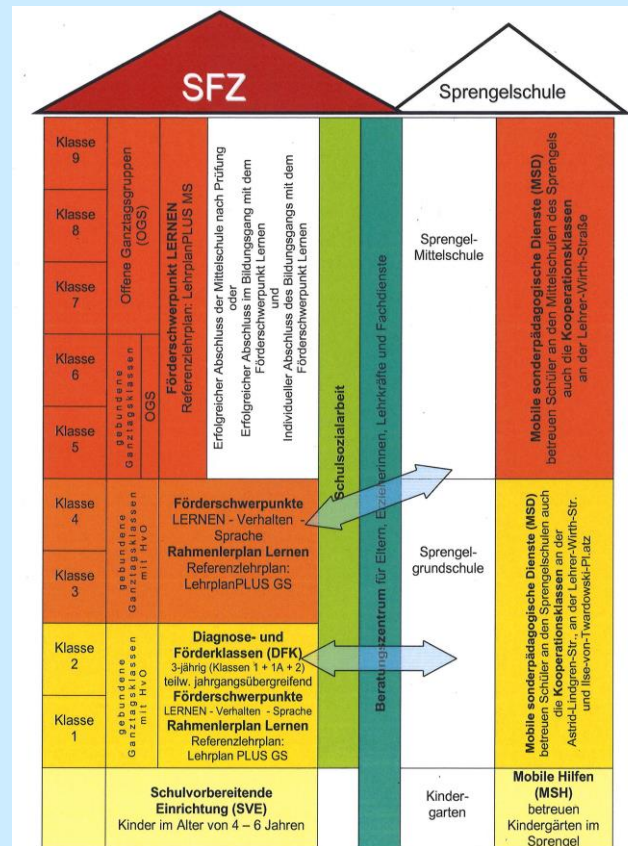 SFZ
Sprengelschule
Klasse
9
Klasse
8
Klasse
7
Klasse
6
Klasse
5
Klasse
4
Klasse
3
Klasse
2
Klasse
1
Offene Ganztagsgruppen
(OGS)
gebundene
Ganztagsklassen
OGS
gebundene
Ganztagsklassen
mit HvO
gebundene
Ganztagsklassen
mit HvO
Förderschwerpunkt LERNEN
Referenzlehrplan: LehrplanPLUS MS
Erfolgreicher Abschluss der Mittelschule nach Prüfung
oder
Erfolgreicher Abschluss im Bildungsgang mit dem
Förderschwerpunkt Lernen
und
Individueller Abschluss des Bildungsgangs mit dem
Förderschwerpunkt Lernen
Förderschwerpunkte
LERNEN - Verhalten -
Sprache
Rahmenlerplan Lernen
Referenzlehrplan:
LehrplanPLUS GS
Diagnose- und
Förderklassen (DFK)
3-jährig (Klassen 1 + 1A + 2)
teilw. jahrgangsübergreifend
Förderschwerpunkte
LERNEN - Verhalten - Sprache
Rahmenlerplan Lernen
Referenzlehrplan:
Lehrplan PLUS GS
Schulvorbereitende
Einrichtung (SVE)
Kinder im Alter von 4 – 6 Jahren
Schulsozialarbeit
Beratungszentrum für Eltern, Erzieherinnen, Lehrkräfte und Fachdienste
Sprengel-
Mittelschule
Sprengel-
grundschule
Kinder-
garten
Mobile sonderpädagogische Dienste (MSD)
betreuen Schüler an den Mittelschulen des Sprengels
auch die Kooperationsklassen
an der Lehrer-Wirth-Straße
Mobile sonderpädagogische Dienste (MSD)
betreuen Schüler an den Sprengelschulen auch
die Kooperationsklassen an der
Astrid-Lindgren-Str., an der Lehrer-Wirth-Str.
und Ilse-von-Twardowski-Pl.atz
Mobile Hilfen
(MSH)
betreuen
Kindergärten im
Sprengel